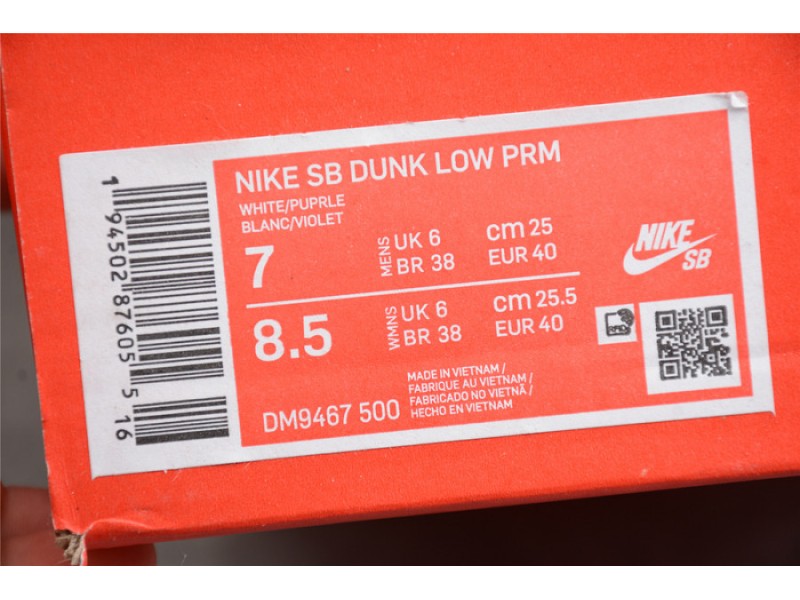 NIKE SB DUNK LOW PRM
WHITE/PUPRLE
BLANC/VIOLET
7 MENS UK 6 cm 25
BR 38 EUR 40
NIKE
SB
8.5 WMNS UK 6 cm 25.5
BR 38 EUR 40
DM9467 500
MADE IN VIETNAM /
FABRIQUE AU VIETNAM /
FABRICADO NO VIETNÃ /
HECHO EN VIETNAM
1 94502 87605 5 16